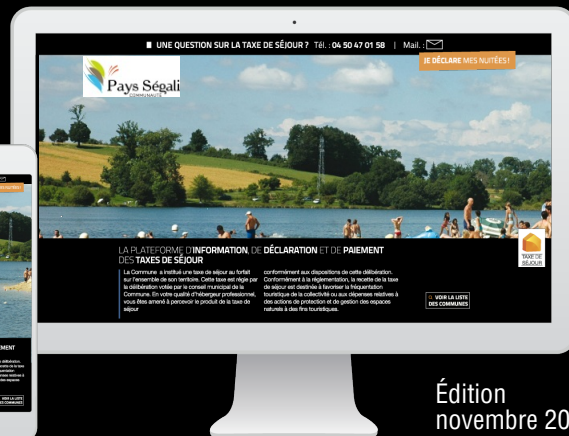 UNE QUESTION SUR LA TAXE DE SÉJOUR ? Tél. : 04 50 47 01 58 | Mail. :
JE DÉCLARE MES NUITÉES !
Pays Ségali
COMMUNAUTÉ
LA PLATEFORME D'INFORMATION, DE DÉCLARATION ET DE PAIEMENT
DES TAXES DE SÉJOUR
La Commune a institué une taxe de séjour au forfait
sur l'ensemble de son territoire. Cette taxe est régie par
la délibération votée par le conseil municipal de la
Commune. En votre qualité d'hébergeur professionnel,
vous êtes amené à percevoir le produit de la taxe de
séjour
conformément aux dispositions de cette délibération.
Conformément à la réglementation, la recette de la taxe
de séjour est destinée à favoriser la fréquentation
touristique de la collectivité ou aux dépenses relatives à
des actions de protection et de gestion des espaces
naturels à des fins touristiques.
TAXE DE
SÉJOUR
VOIR LA LISTE
DES COMMUNES
VOIR LA LISTE
DES COMMUNES
Édition
novembre 20